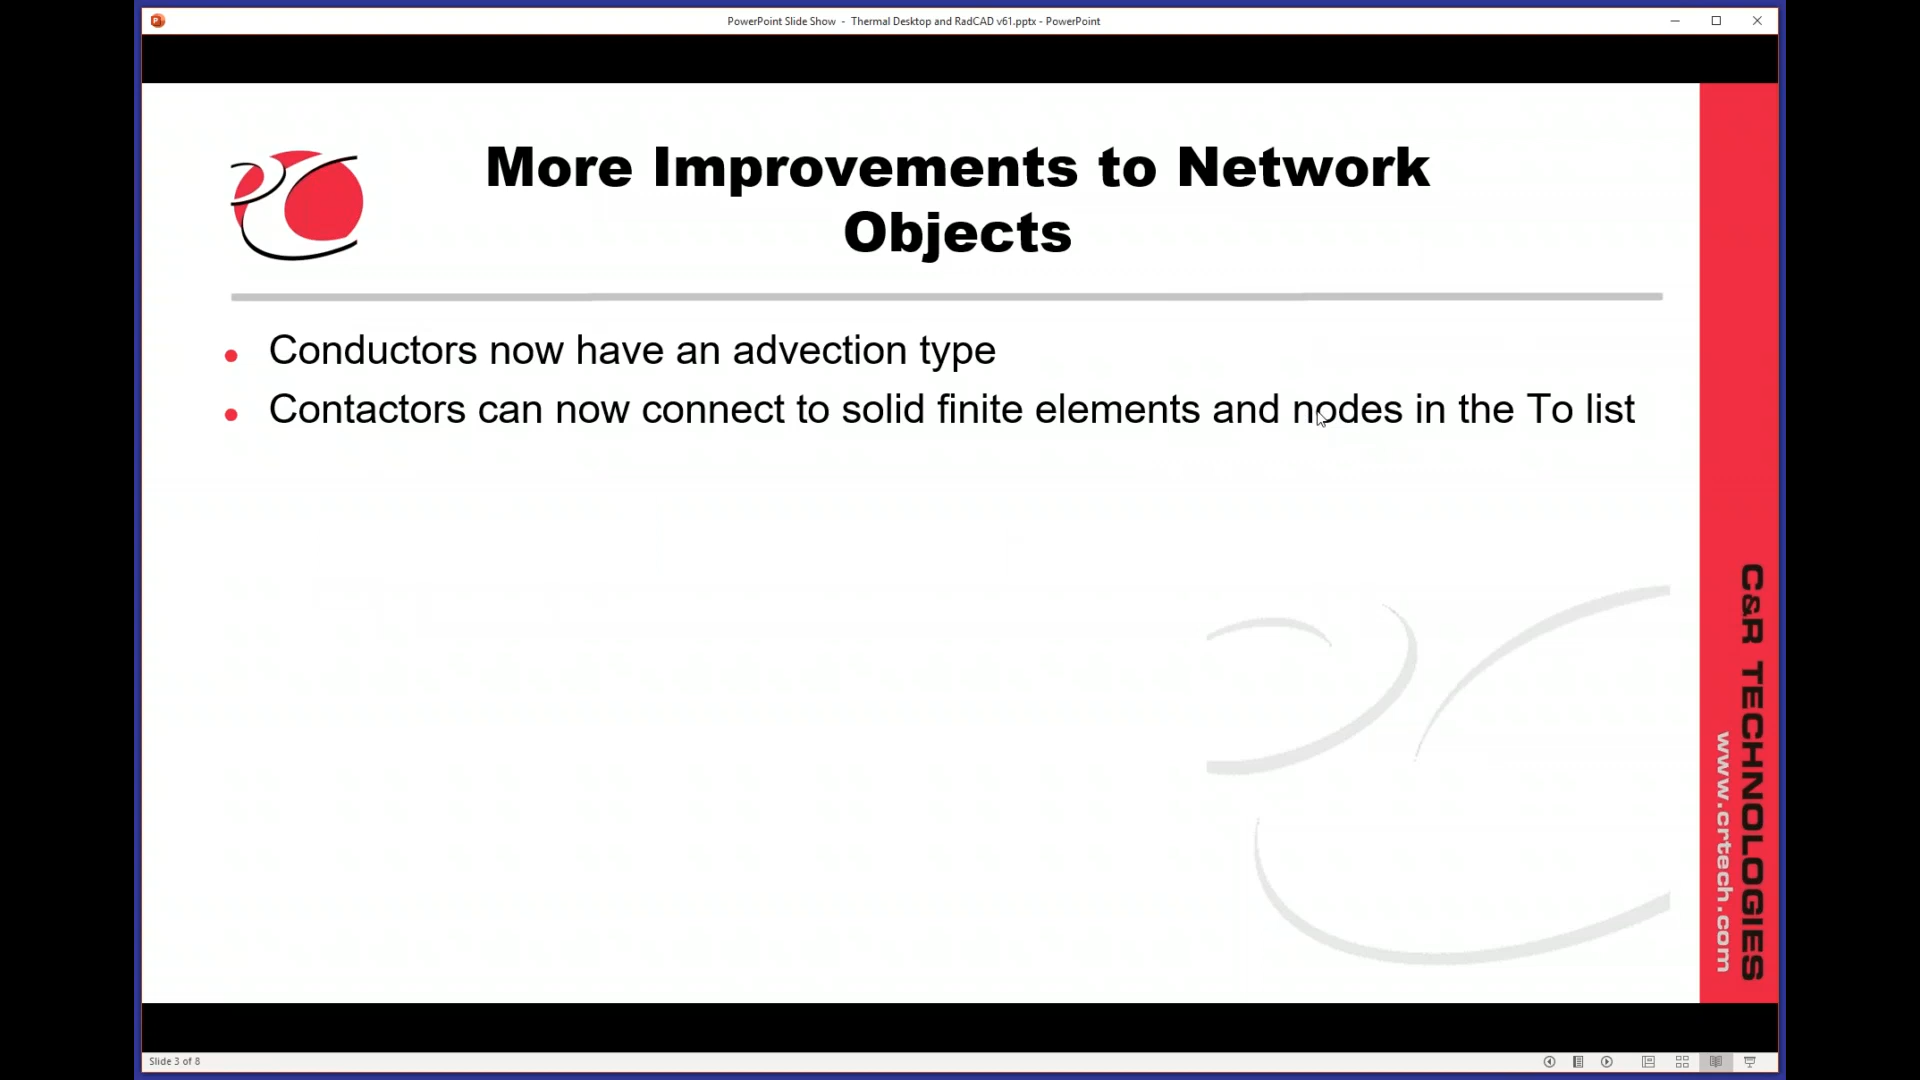 PowerPoint Slide Show - Thermal Desktop and RadCAD v61.pptx - PowerPoint
More Improvements to Network
Objects
• Conductors now have an advection type
• Contactors can now connect to solid finite elements and nodes in the To list
C&R TECHNOLOGIES
www.crtech.com
Slide 3 of 8